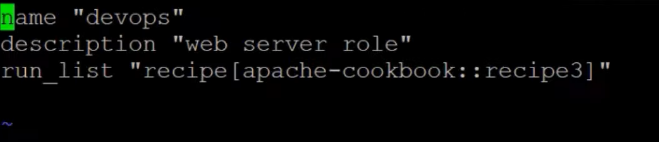 name "devops"
description "web server role"
run_list "recipe[apache-cookbook::recipe3]"
~